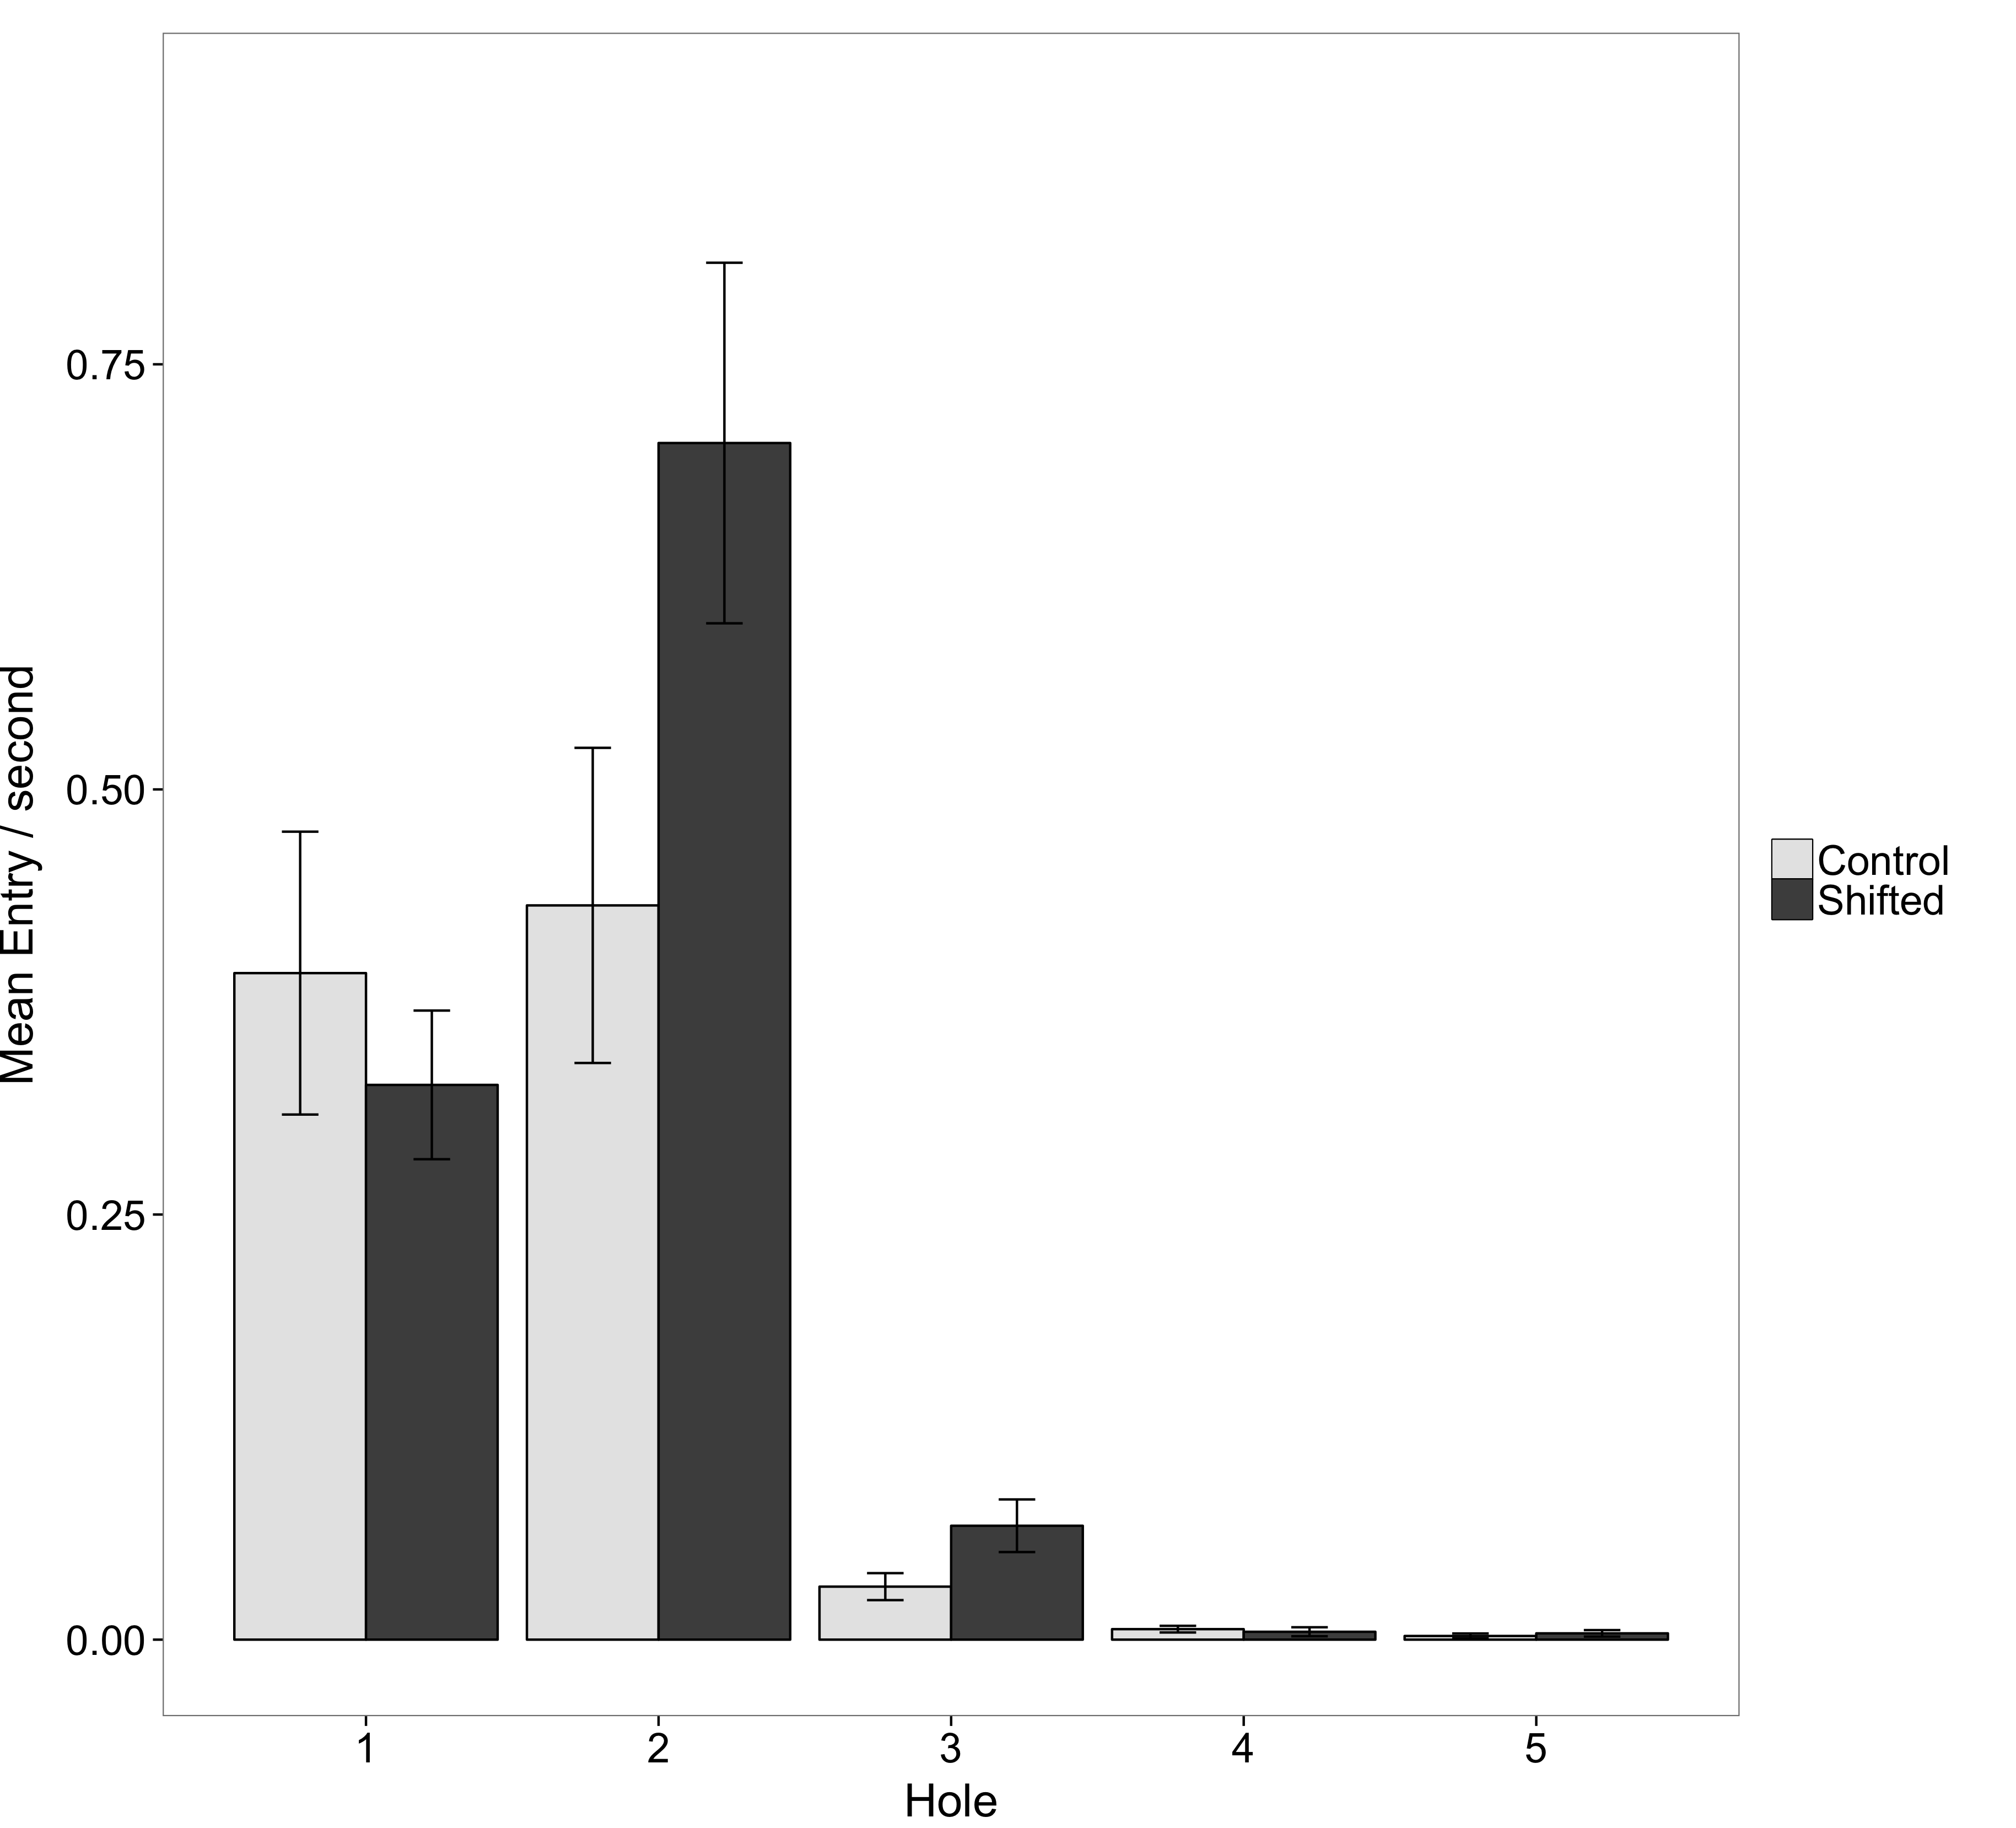 Mean Entry / second
0.75
0.50
0.25
0.00
1 2 3 4 5
Hole
Control
Shifted